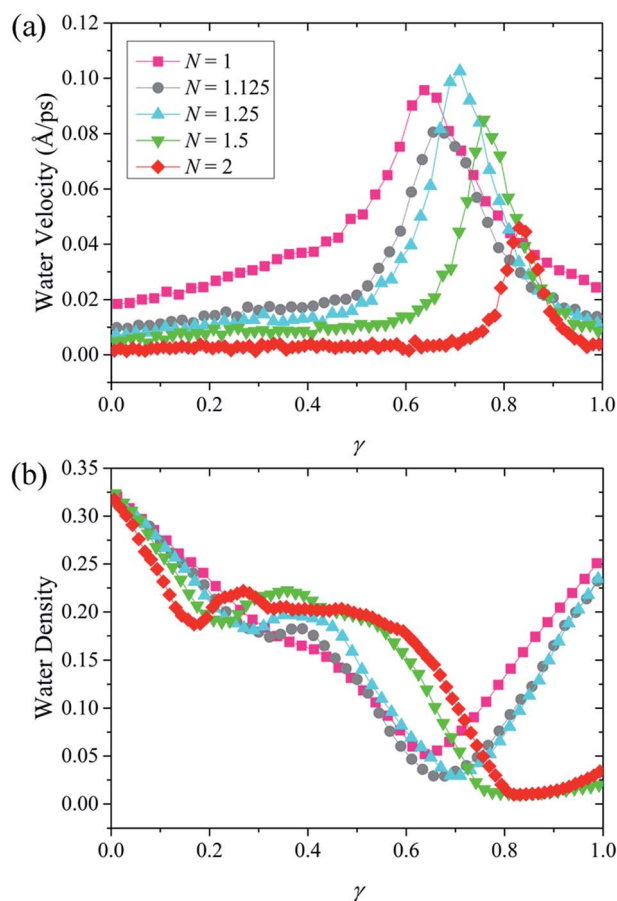 (a)
0.12
0.10
0.08
0.06
0.04
0.02
0.00
Water Velocity (Å/ps)
N = 1
N = 1.125
N = 1.25
N = 1.5
N = 2
0.0 0.2 0.4 0.6 0.8 1.0
γ
(b)
0.35
0.30
0.25
0.20
0.15
0.10
0.05
0.00
Water Density
0.0 0.2 0.4 0.6 0.8 1.0
γ